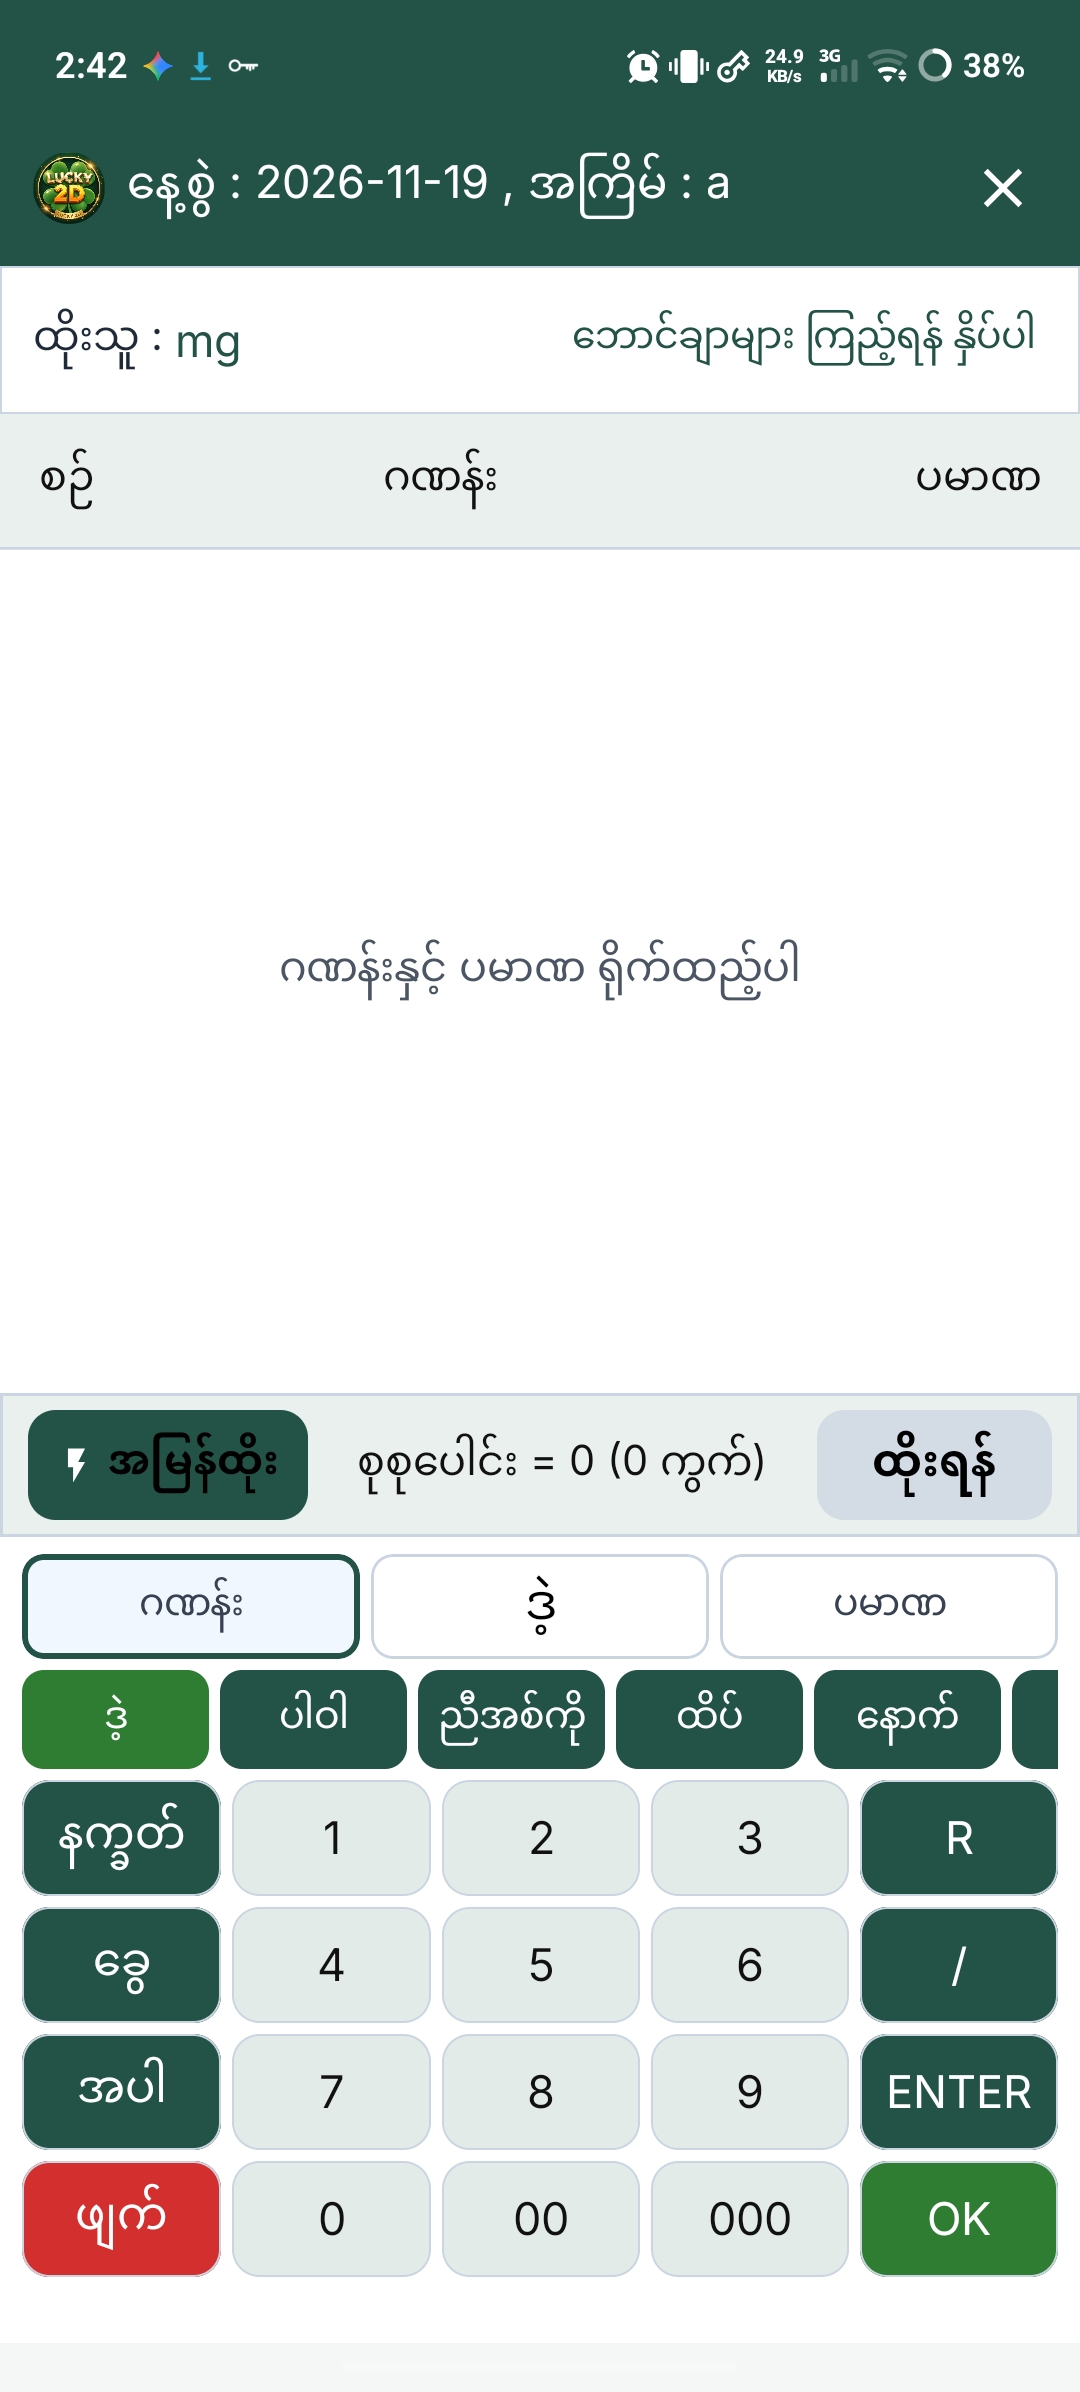 2:42 24.9 KB/s 3G 38%
LUCKY 2D နေ့စွဲ : 2026-11-19 , အကြိမ် : a
ထိုးသူ : mg ဘောင်ချာများ ကြည့်ရန် နှိပ်ပါ
စဉ် ဂဏန်း ပမာဏ
ဂဏန်းနှင့် ပမာဏ ရိုက်ထည့်ပါ
အမြန်ထိုး စုစုပေါင်း = 0 (0 ကွက်) ထိုးရန်
ဂဏန်း ဒဲ့ ပမာဏ
ဒဲ့ ပါဝါ ညီအစ်ကို ထိပ် နောက်
နက္ခတ် 1 2 3 R
ခွေ 4 5 6 /
အပါ 7 8 9 ENTER
ဖျက် 0 00 000 OK